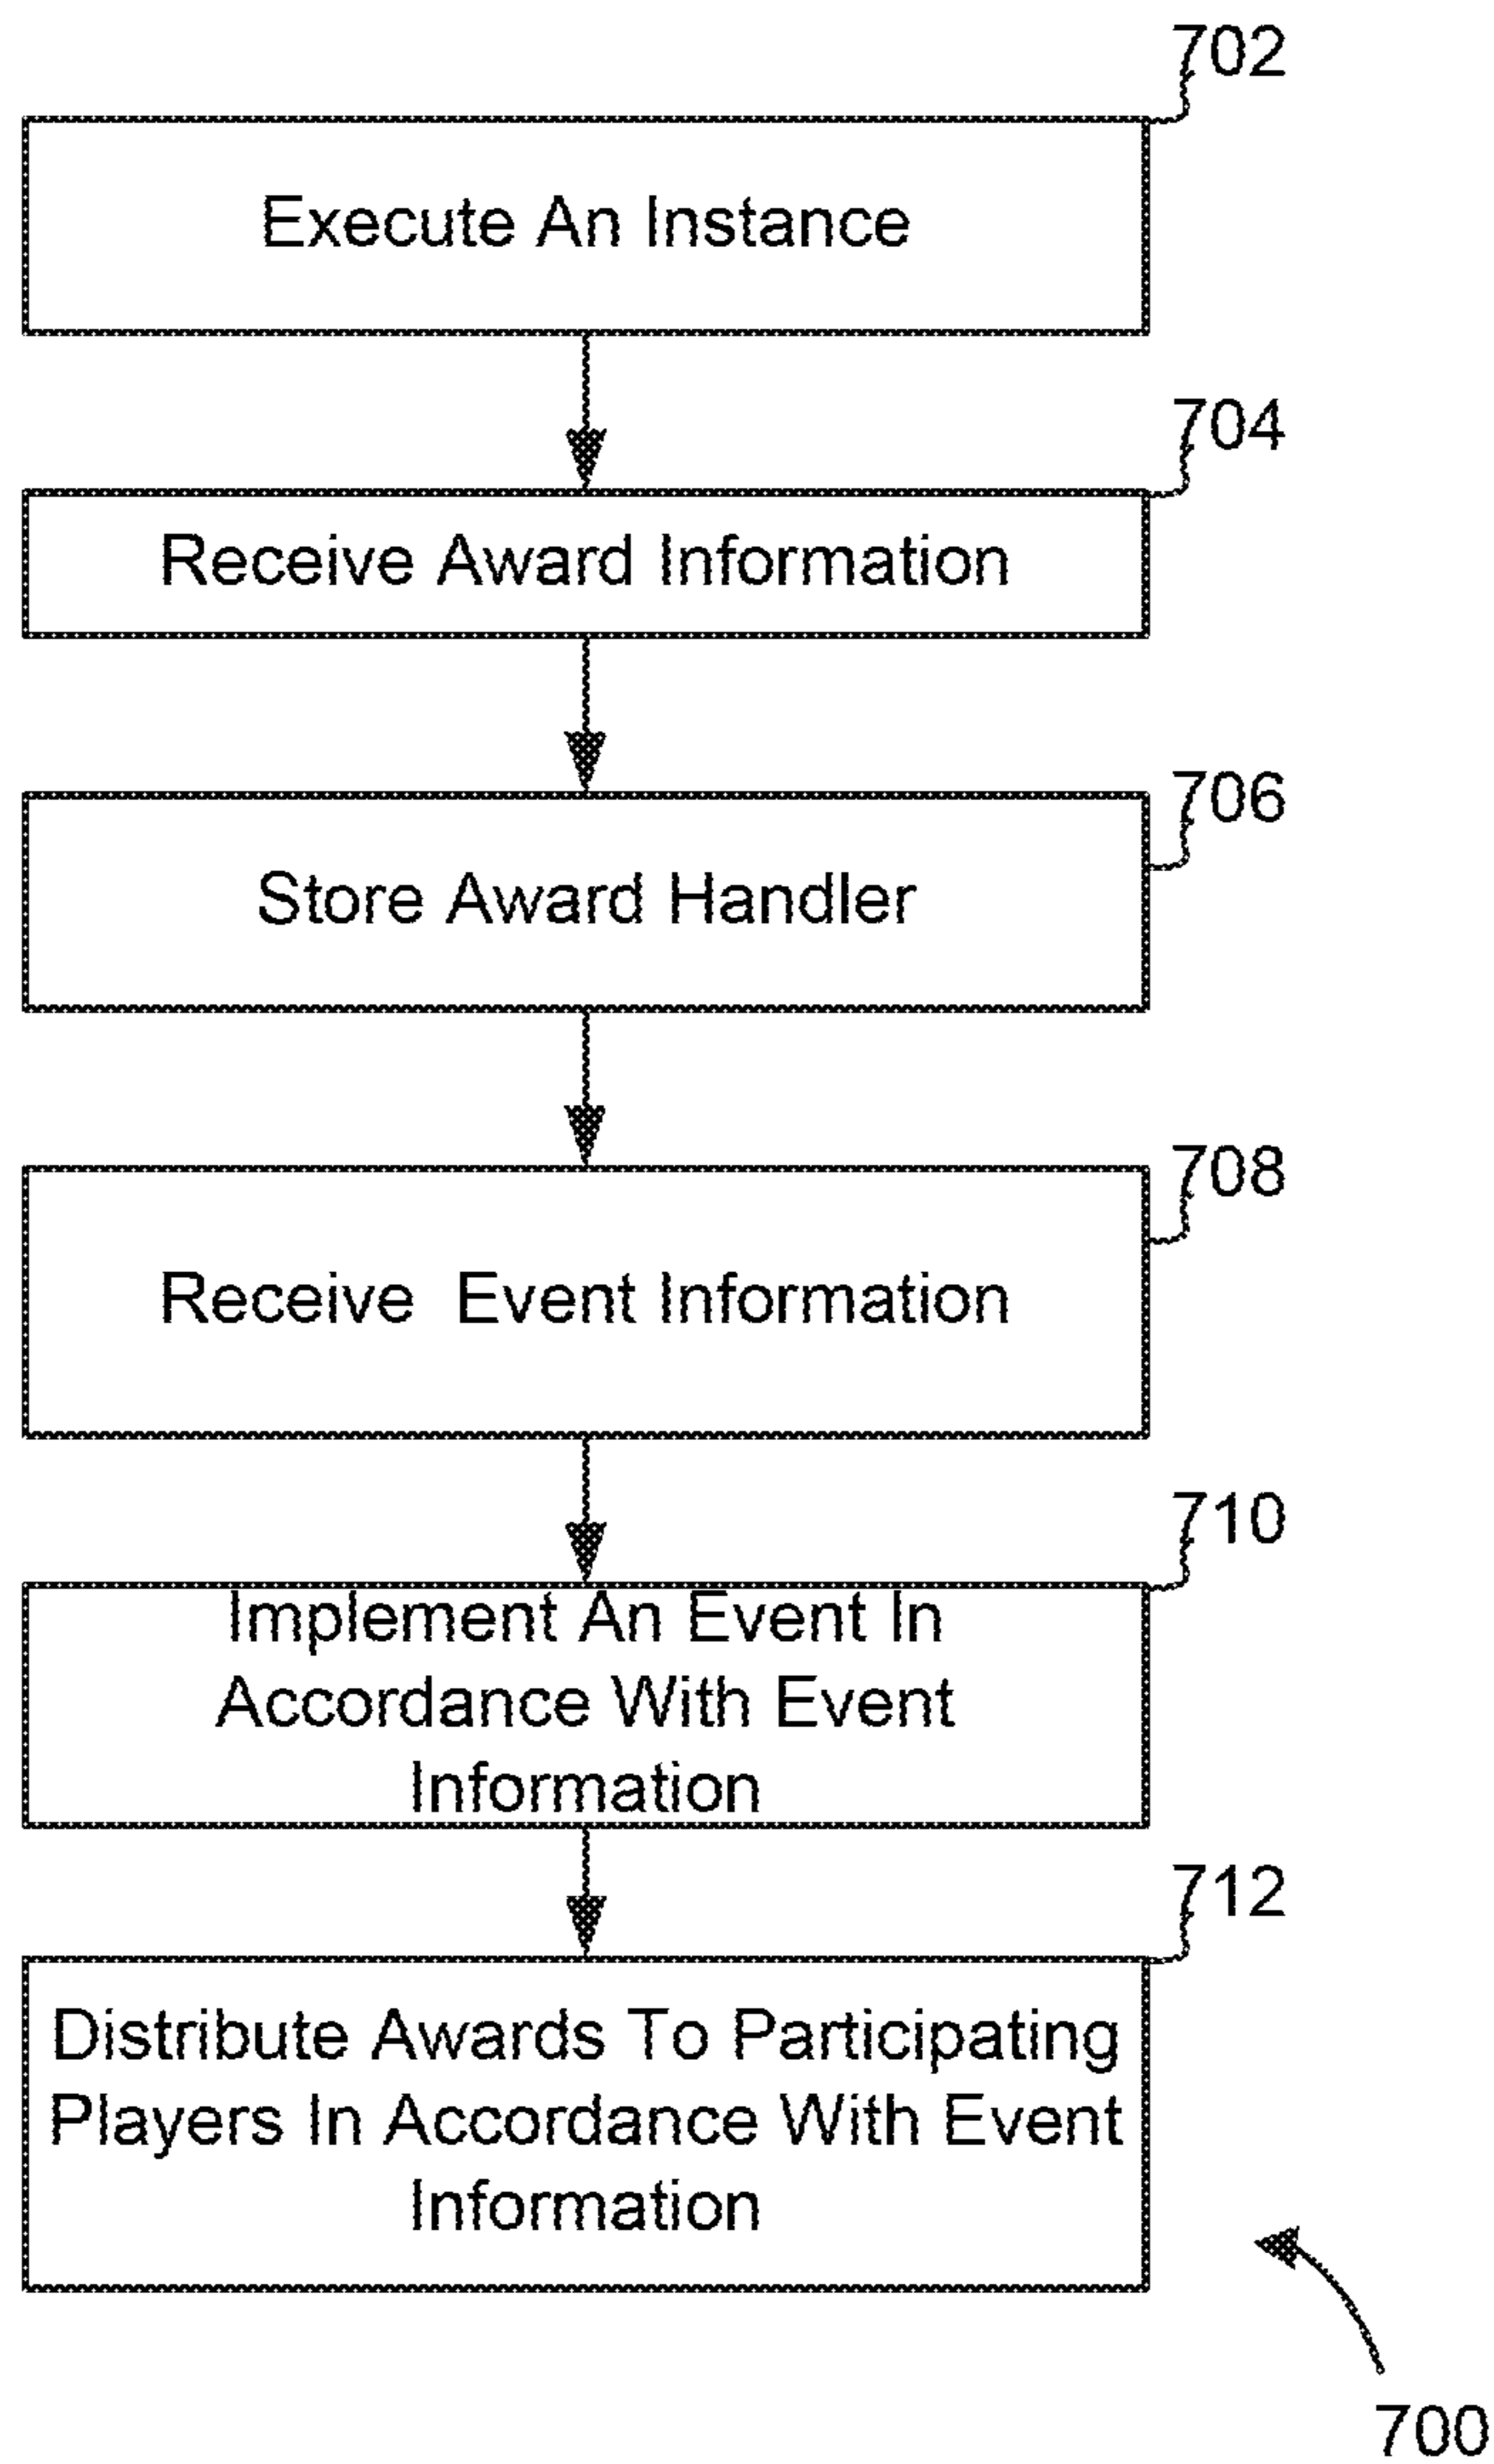 702
Execute An Instance
704
Receive Award Information
706
Store Award Handler
708
Receive Event Information
710
Implement An Event In
Accordance With Event
Information
712
Distribute Awards To Participating
Players In Accordance With Event
Information
700